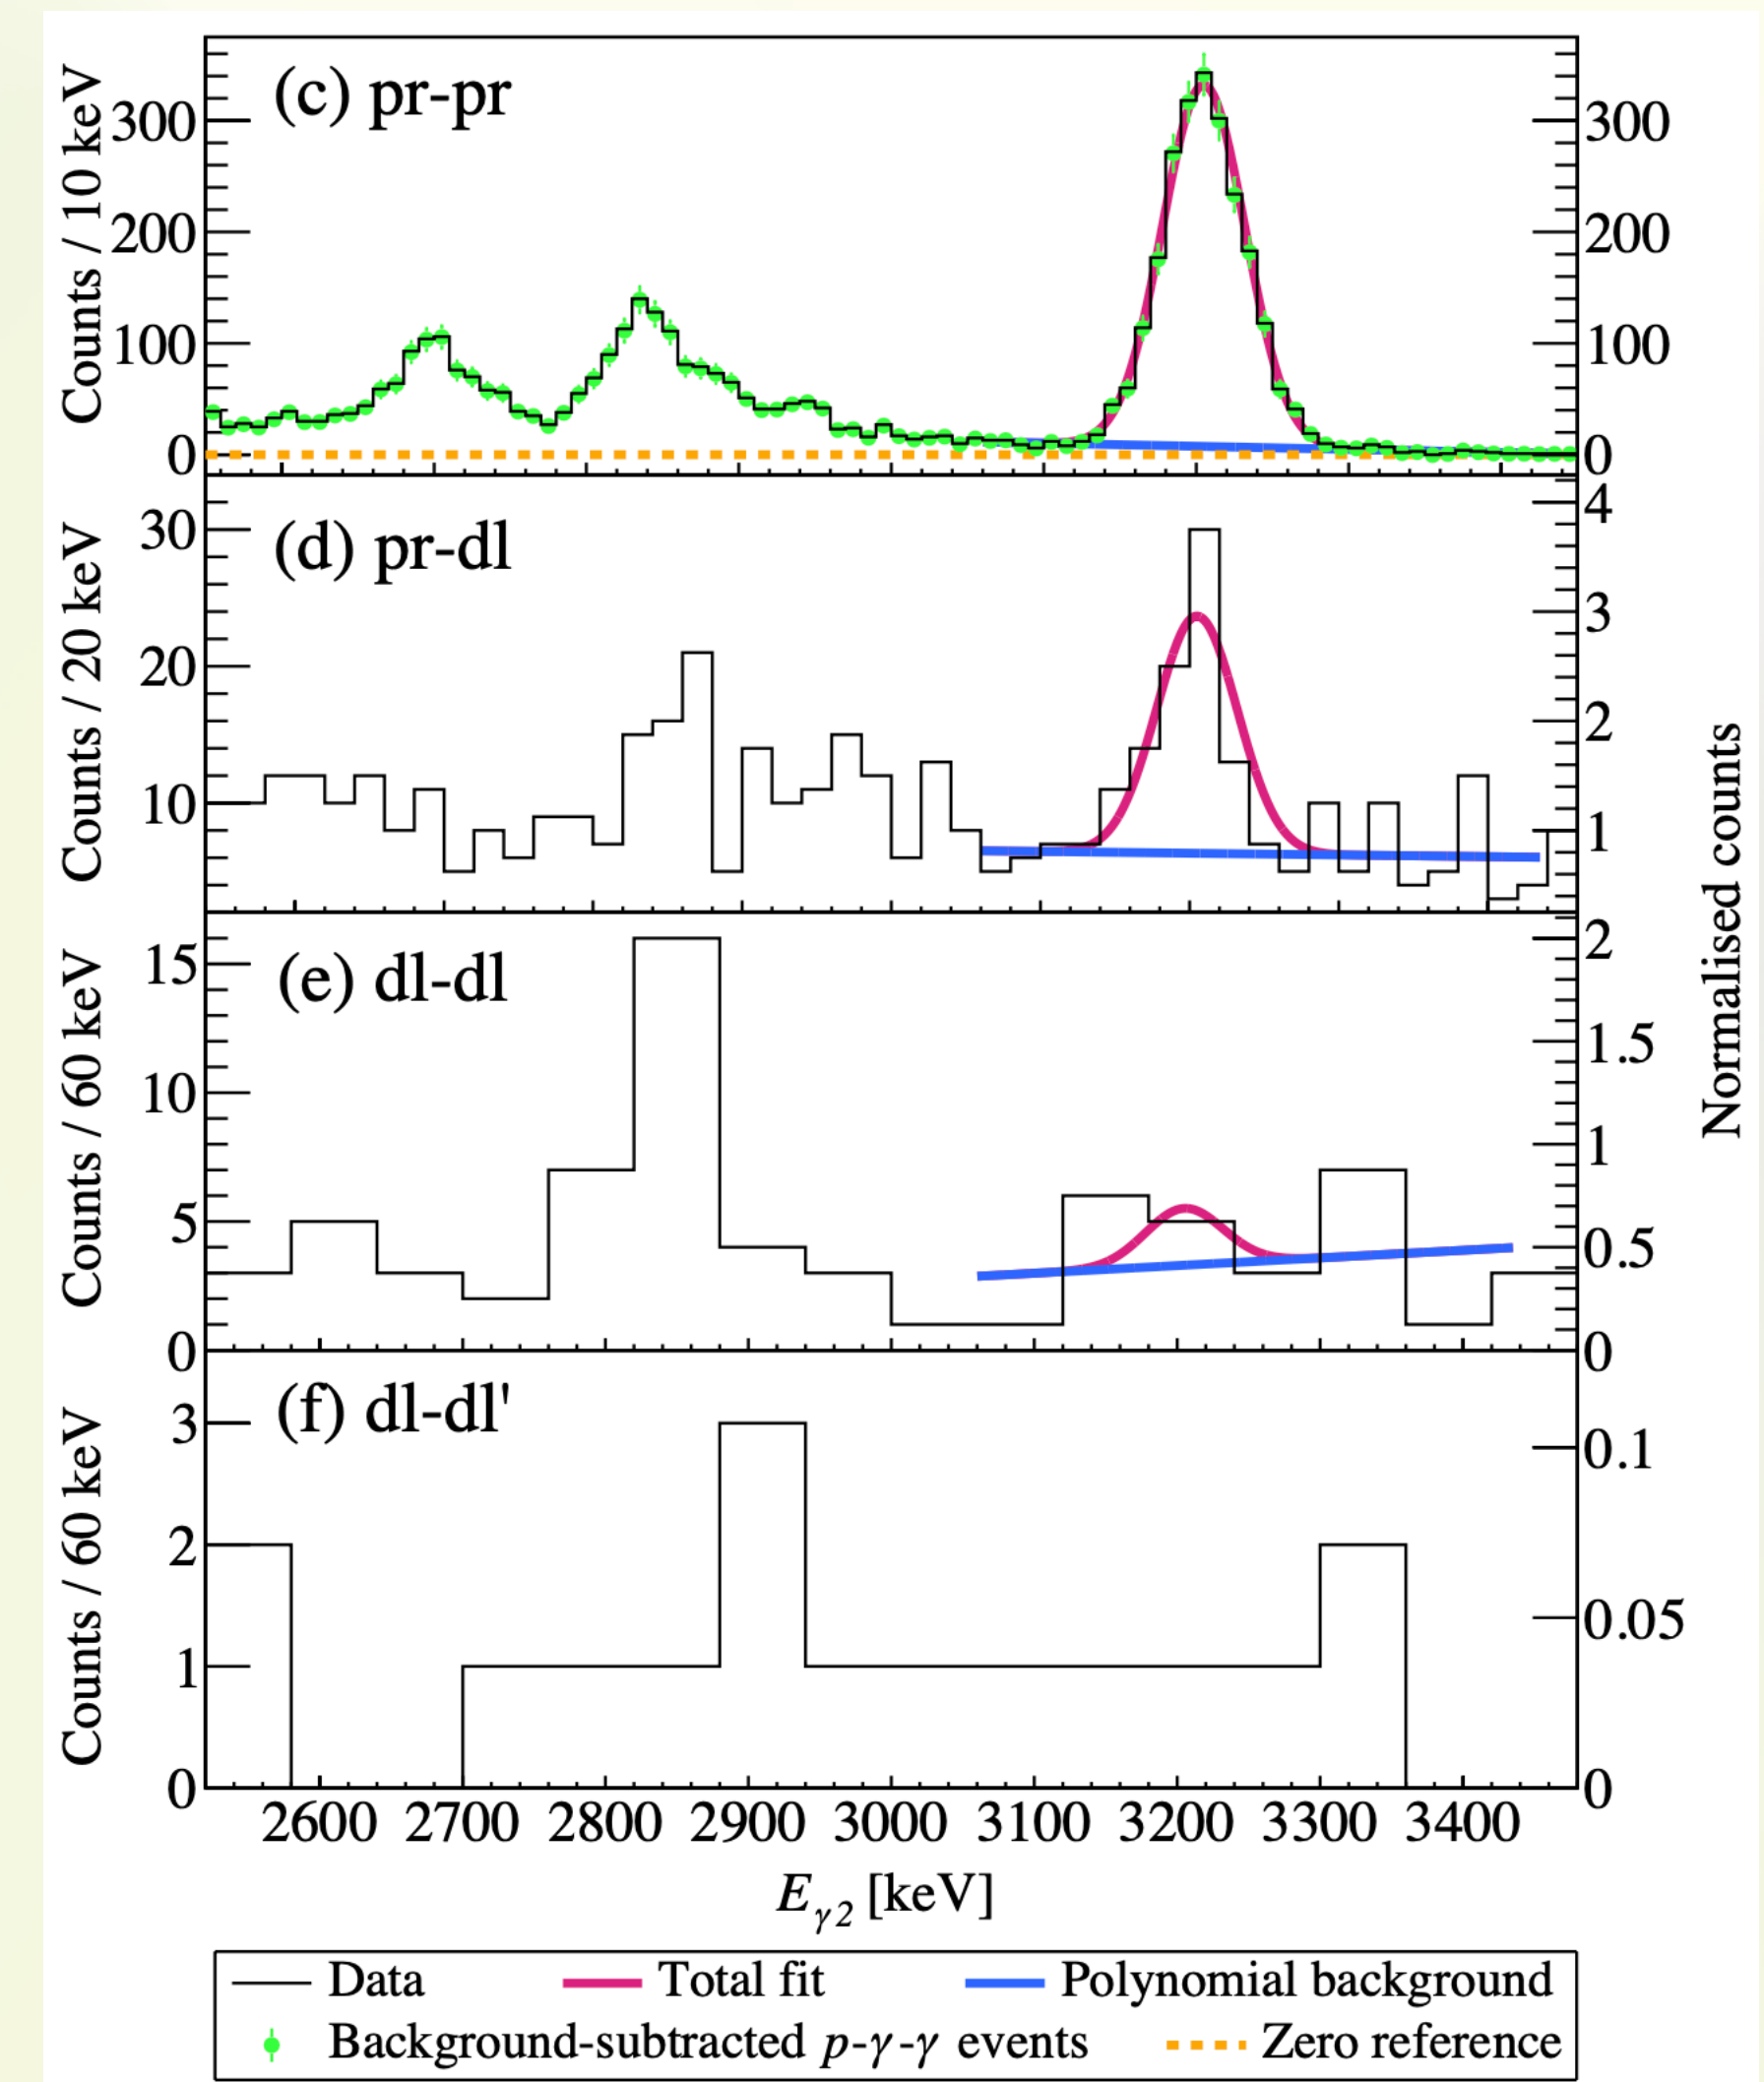 (c) pr-pr
Counts / 10 keV
300
200
100
0
300
200
100
0
(d) pr-dl
Counts / 20 keV
30
20
10
4
3
2
1
(e) dl-dl
Counts / 60 keV
15
10
5
0
2
1.5
1
0.5
0
Normalised counts
(f) dl-dl'
Counts / 60 keV
3
2
1
0
0.1
0.05
0
2600 2700 2800 2900 3000 3100 3200 3300 3400
E γ 2 [keV]
Data Total fit Polynomial background
Background-subtracted p-γ-γ events Zero reference